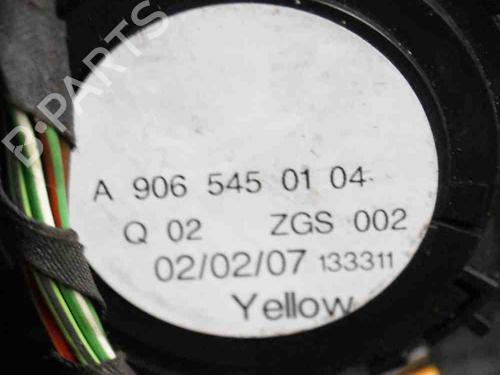 B-PARTS
A 906 545 01 04
Q 02 ZGS 002
02/02/07 133311
Yellow